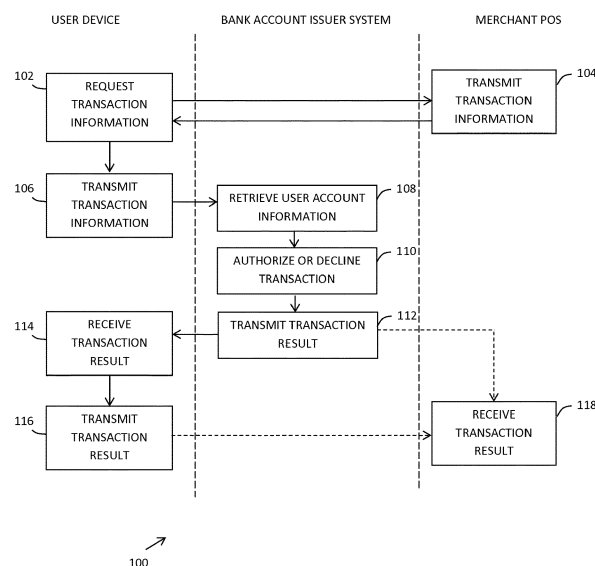 USER DEVICE
BANK ACCOUNT ISSUER SYSTEM
MERCHANT POS
102
REQUEST
TRANSACTION
INFORMATION
104
TRANSMIT
TRANSACTION
INFORMATION
106
TRANSMIT
TRANSACTION
INFORMATION
108
RETRIEVE USER ACCOUNT
INFORMATION
110
AUTHORIZE OR DECLINE
TRANSACTION
112
TRANSMIT TRANSACTION
RESULT
114
RECEIVE
TRANSACTION
RESULT
116
TRANSMIT
TRANSACTION
RESULT
118
RECEIVE
TRANSACTION
RESULT
100